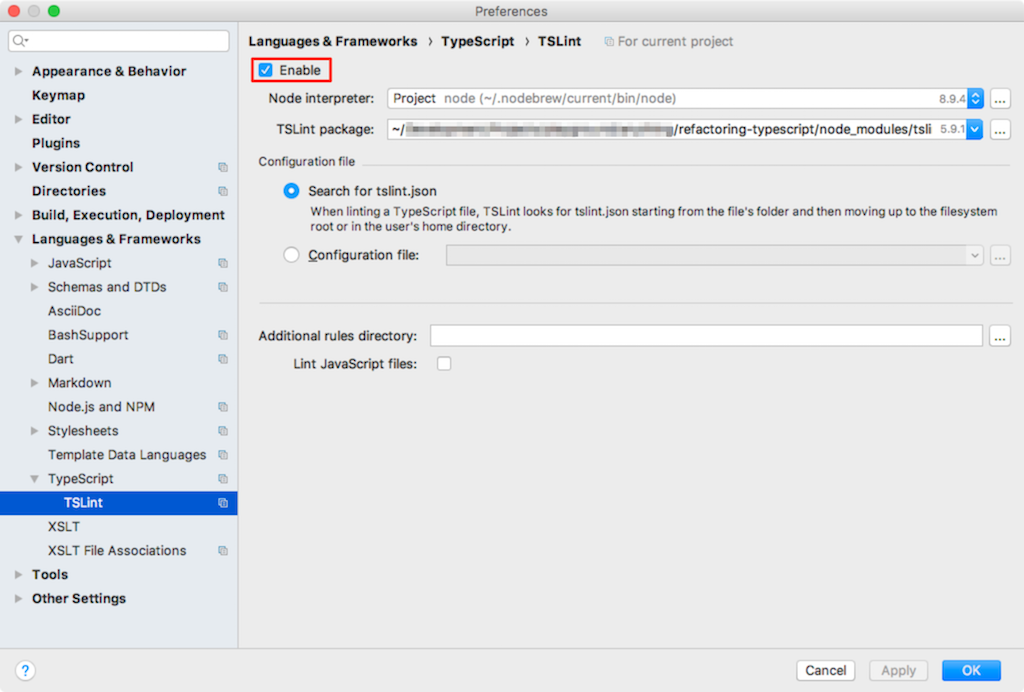 Preferences
Appearance & Behavior
Keymap
Editor
Plugins
Version Control
Directories
Build, Execution, Deployment
Languages & Frameworks
JavaScript
Schemas and DTDs
AsciiDoc
BashSupport
Dart
Markdown
Node.js and NPM
Stylesheets
Template Data Languages
TypeScript
TSLint
XSLT
XSLT File Associations
Tools
Other Settings
Languages & Frameworks › TypeScript › TSLint For current project
Enable
Node interpreter: Project node (~/.nodebrew/current/bin/node) 8.9.4 ...
TSLint package: ~/ /refactoring-typescript/node_modules/tsli 5.9.1 ...
Configuration file
Search for tslint.json
When linting a TypeScript file, TSLint looks for tslint.json starting from the file's folder and then moving up to the filesystem
root or in the user's home directory.
Configuration file: ...
Additional rules directory: ...
Lint JavaScript files:
? Cancel Apply OK